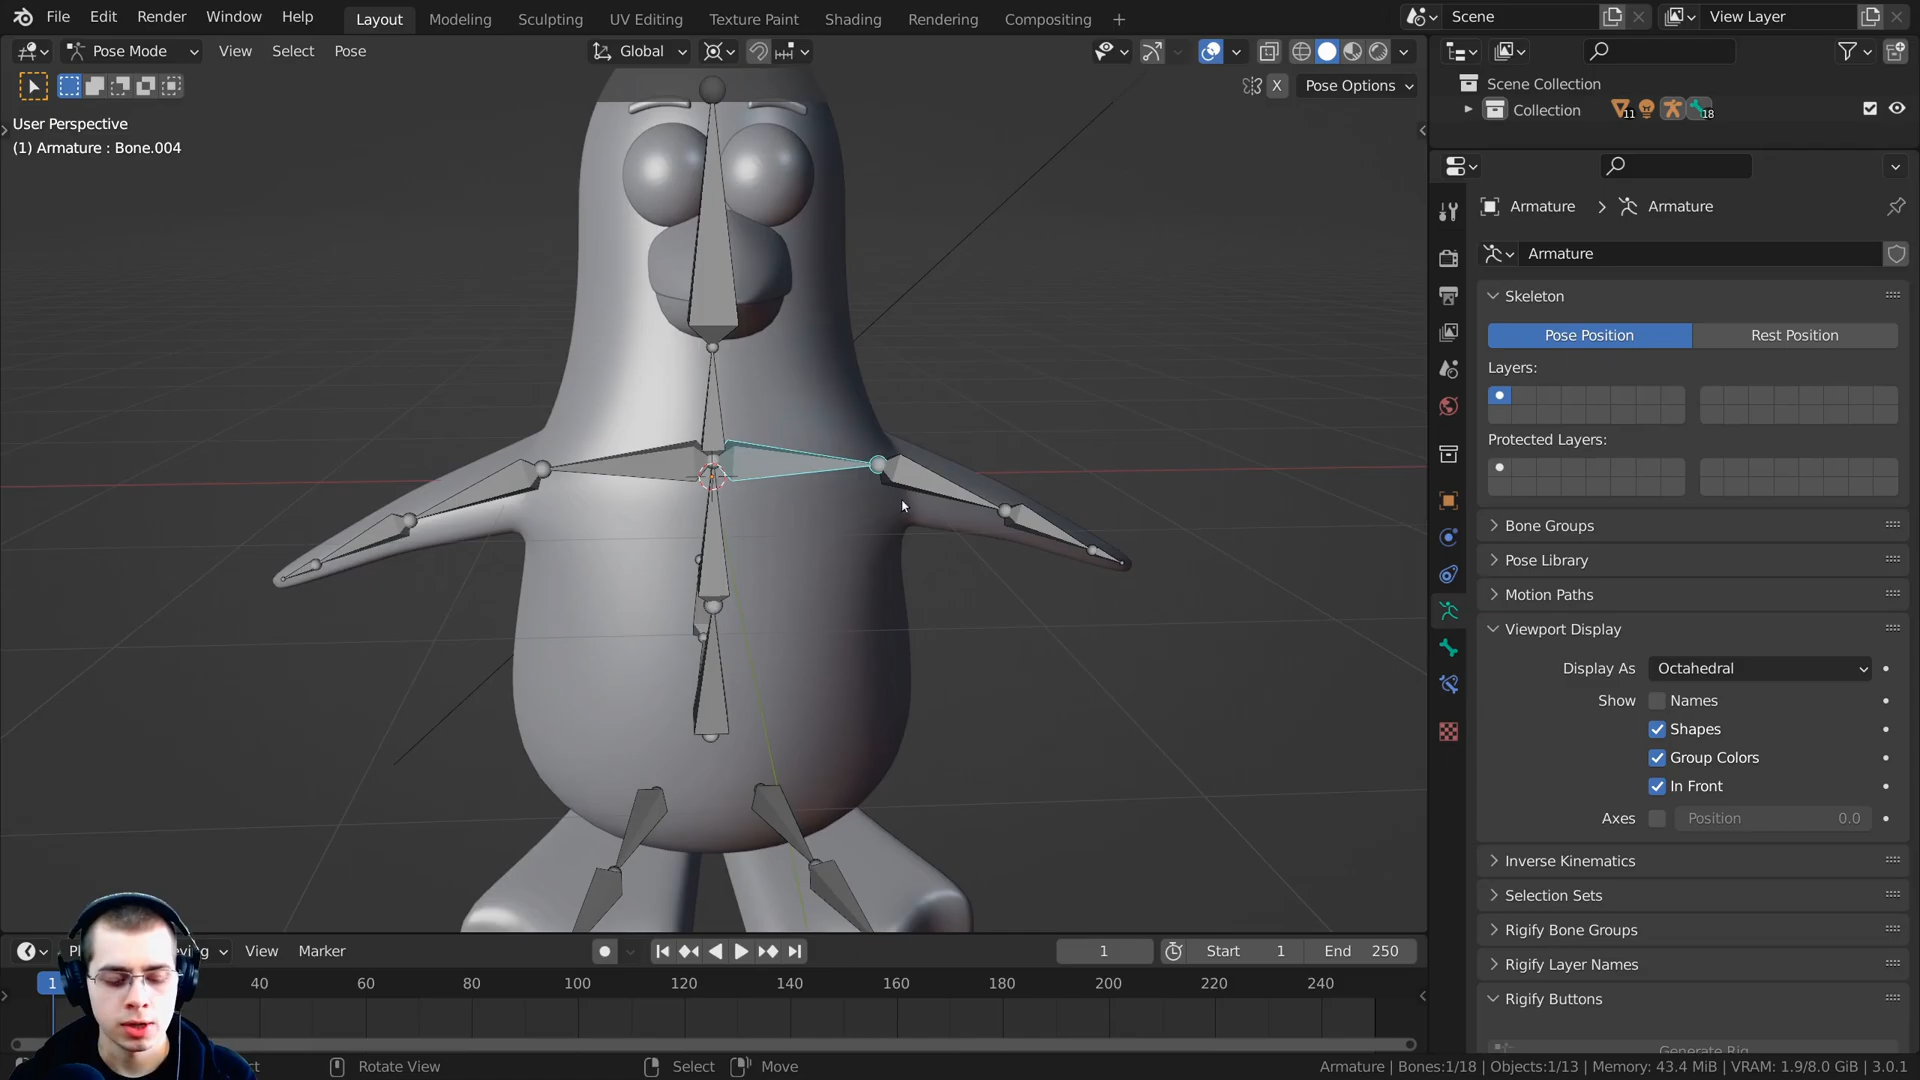 File Edit Render Window Help Layout Modeling Sculpting UV Editing Texture Paint Shading Rendering Compositing + Scene View Layer
Pose Mode View Select Pose Global
X Pose Options
User Perspective
(1) Armature : Bone.004
Scene Collection
Collection 11 18
Armature > Armature
Armature
Skeleton
Pose Position Rest Position
Layers:
Protected Layers:
Bone Groups
Pose Library
Motion Paths
Viewport Display
Display As Octahedral
Show Names
Shapes
Group Colors
In Front
Axes Position 0.0
Inverse Kinematics
Selection Sets
Rigify Bone Groups
Rigify Layer Names
Rigify Buttons
Generate Rig
View Marker 1 Start 1 End 250
1 40 60 80 100 120 140 160 180 200 220 240
Rotate View Select Move Armature | Bones:1/18 | Objects:1/13 | Memory: 43.4 MiB | VRAM: 1.9/8.0 GiB | 3.0.1